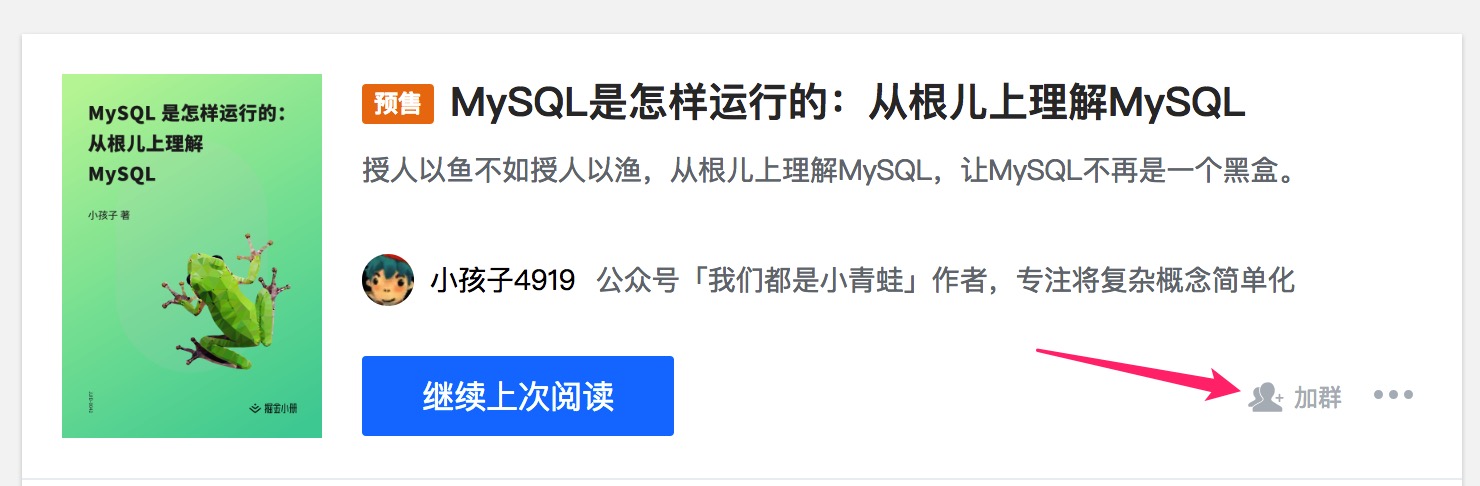 MySQL 是怎样运行的：
从根儿上理解
MySQL
小孩子 著
掘金小册
预售 MySQL是怎样运行的：从根儿上理解MySQL
授人以鱼不如授人以渔，从根儿上理解MySQL，让MySQL不再是一个黑盒。
小孩子4919 公众号「我们都是小青蛙」作者，专注将复杂概念简单化
继续上次阅读
加群